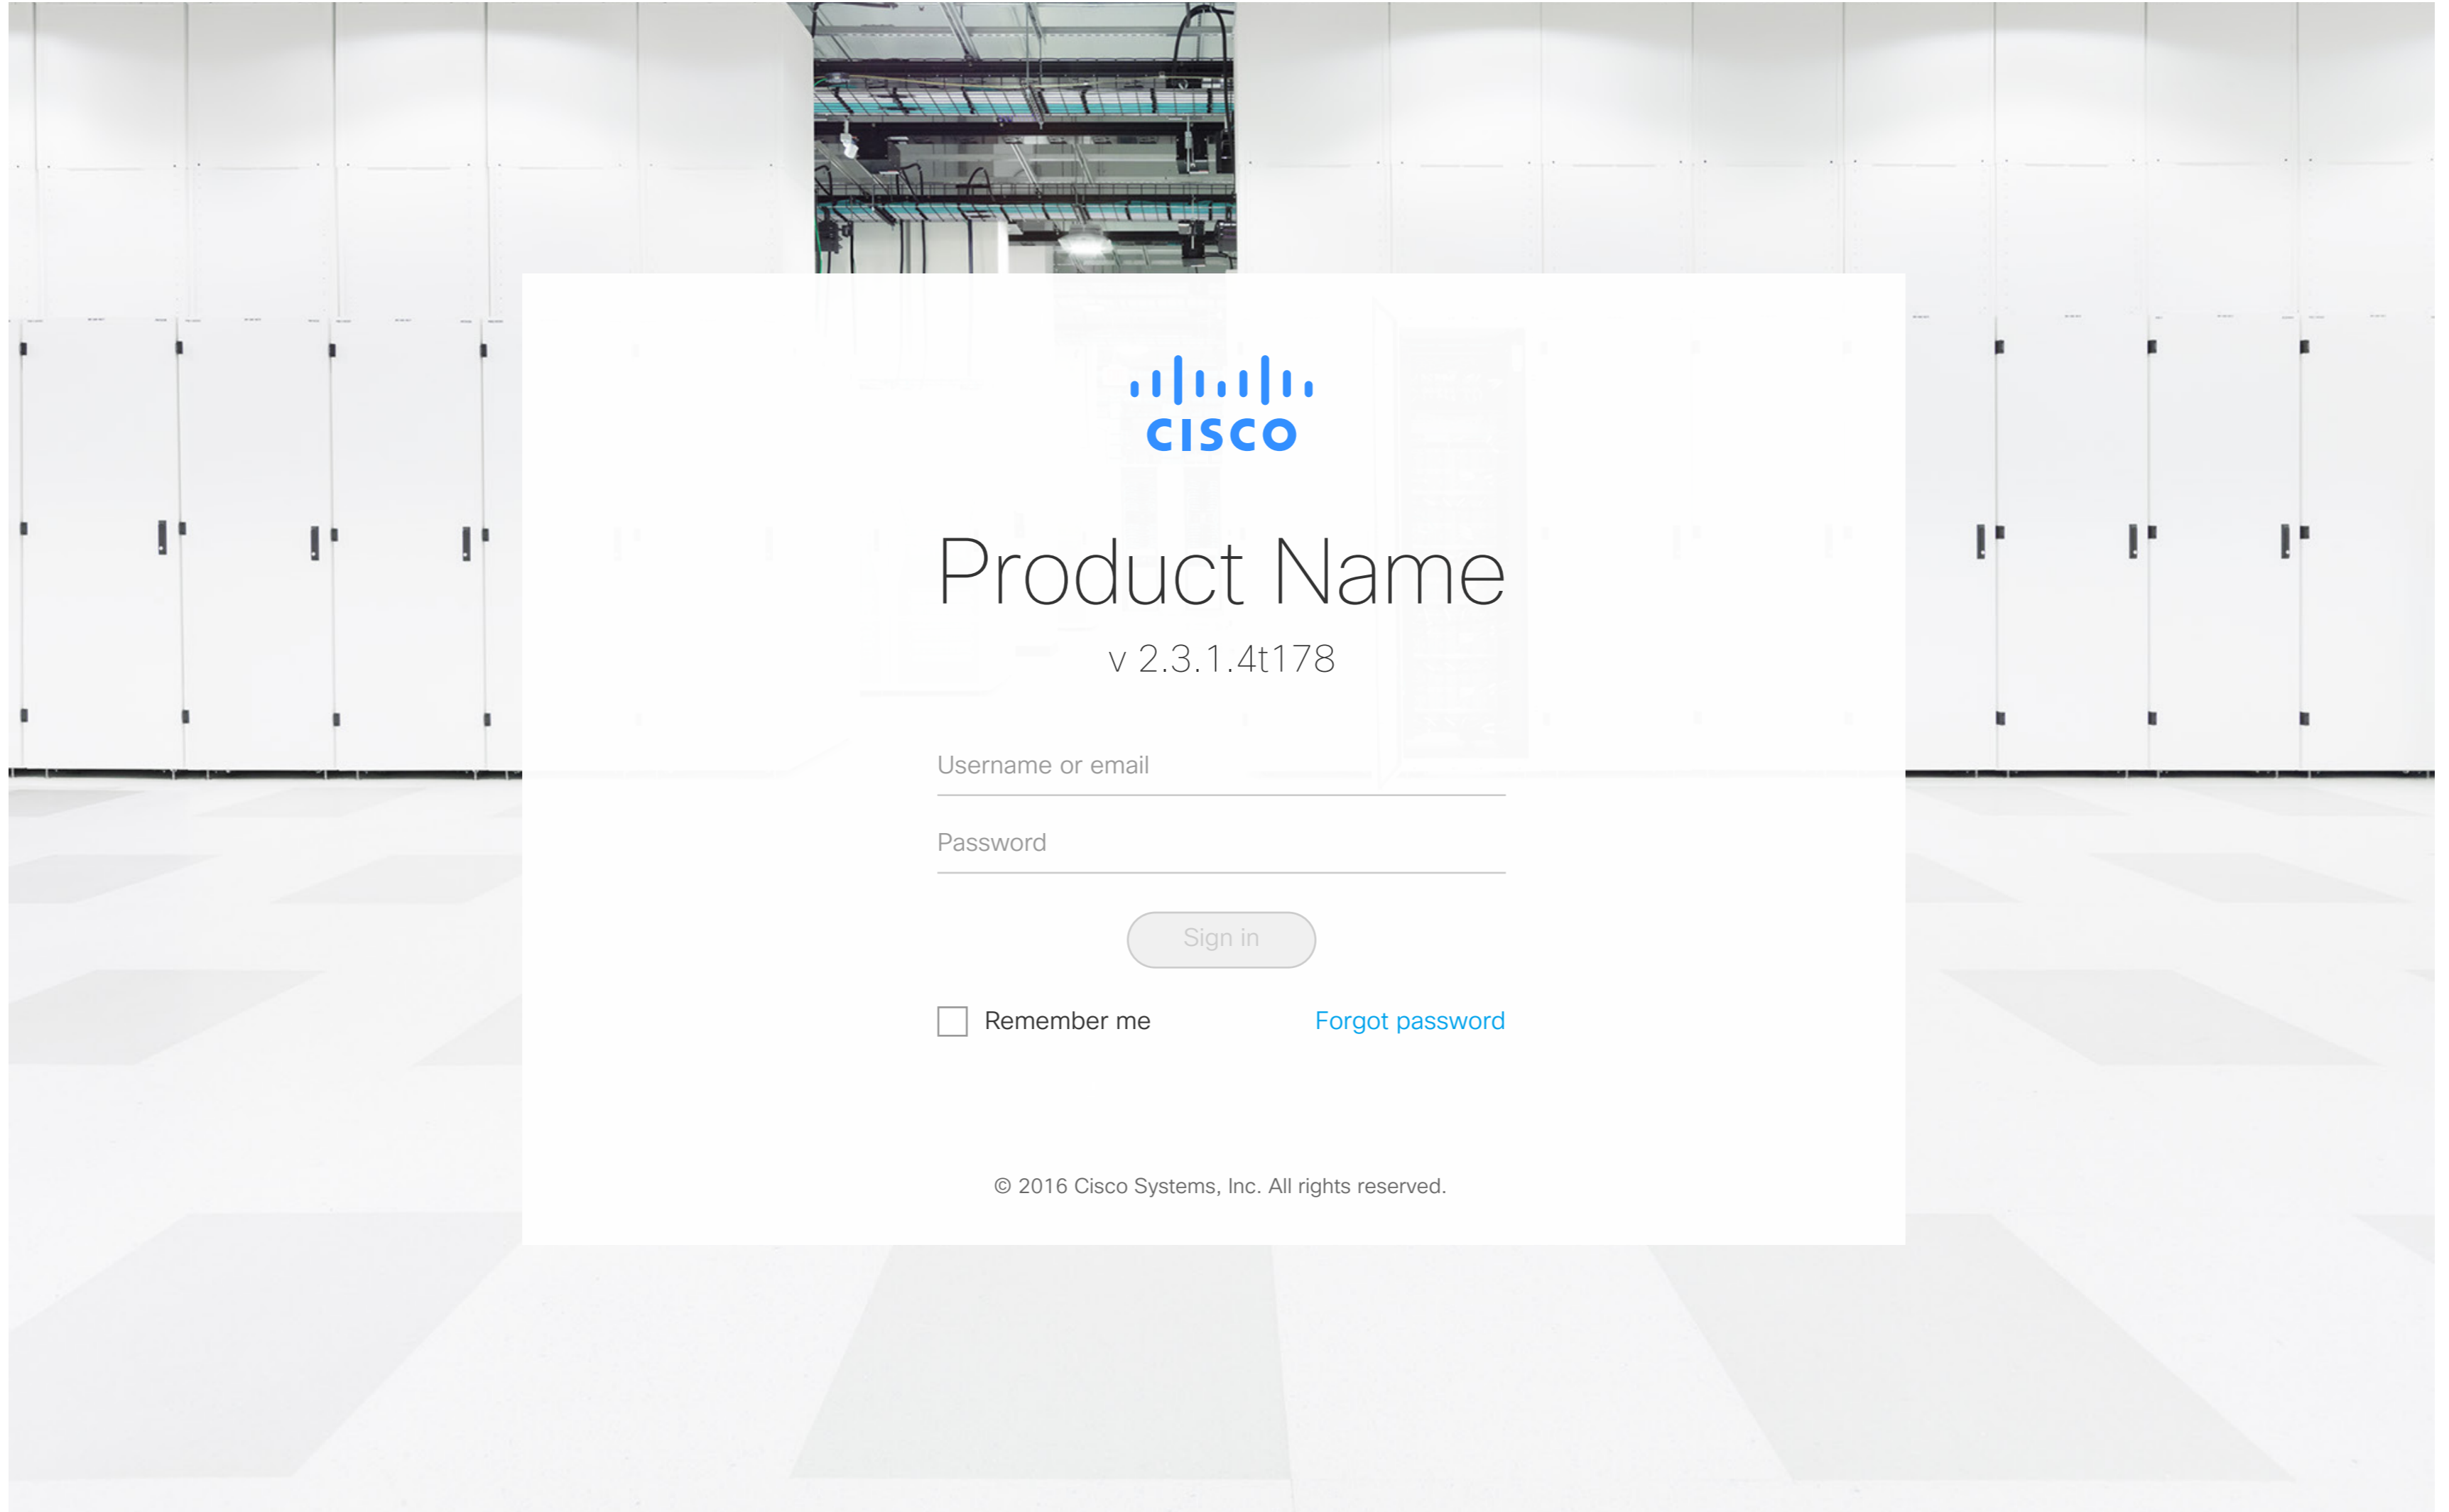 CISCO
Product Name
v 2.3.1.4t178
Username or email
Password
Sign in
Remember me
Forgot password
© 2016 Cisco Systems, Inc. All rights reserved.